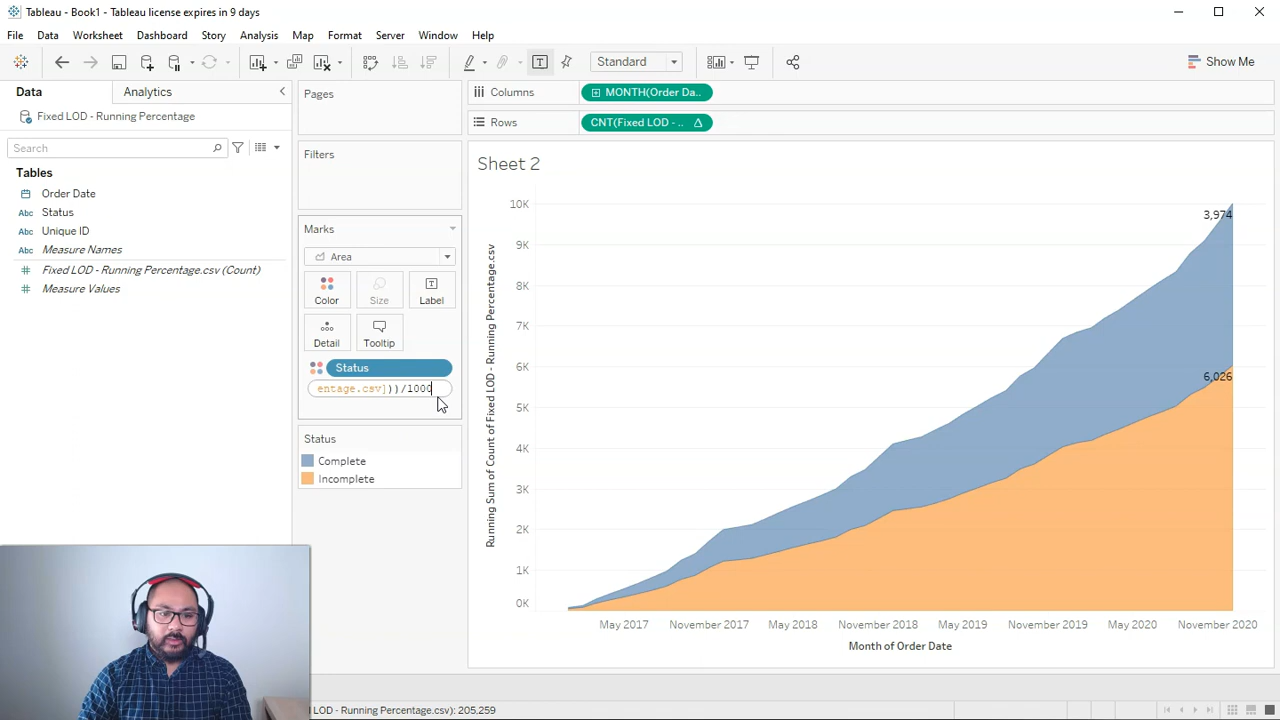 Tableau - Book1 - Tableau license expires in 9 days
File Data Worksheet Dashboard Story Analysis Map Format Server Window Help
Standard
Show Me
Data Analytics
Fixed LOD - Running Percentage
Search
Tables
Order Date
Abc Status
Abc Unique ID
Abc Measure Names
Fixed LOD - Running Percentage.csv (Count)
Measure Values
Pages
Filters
Marks
Area
Color Size Label
Detail Tooltip
Status
entage.csv]))/1000
Status
Complete
Incomplete
Columns MONTH(Order Da..
Rows CNT(Fixed LOD - ..
Sheet 2
Running Sum of Count of Fixed LOD - Running Percentage.csv
10K
9K
8K
7K
6K
5K
4K
3K
2K
1K
0K
3,974
6,026
May 2017 November 2017 May 2018 November 2018 May 2019 November 2019 May 2020 November 2020
Month of Order Date
LOD - Running Percentage.csv): 205,259